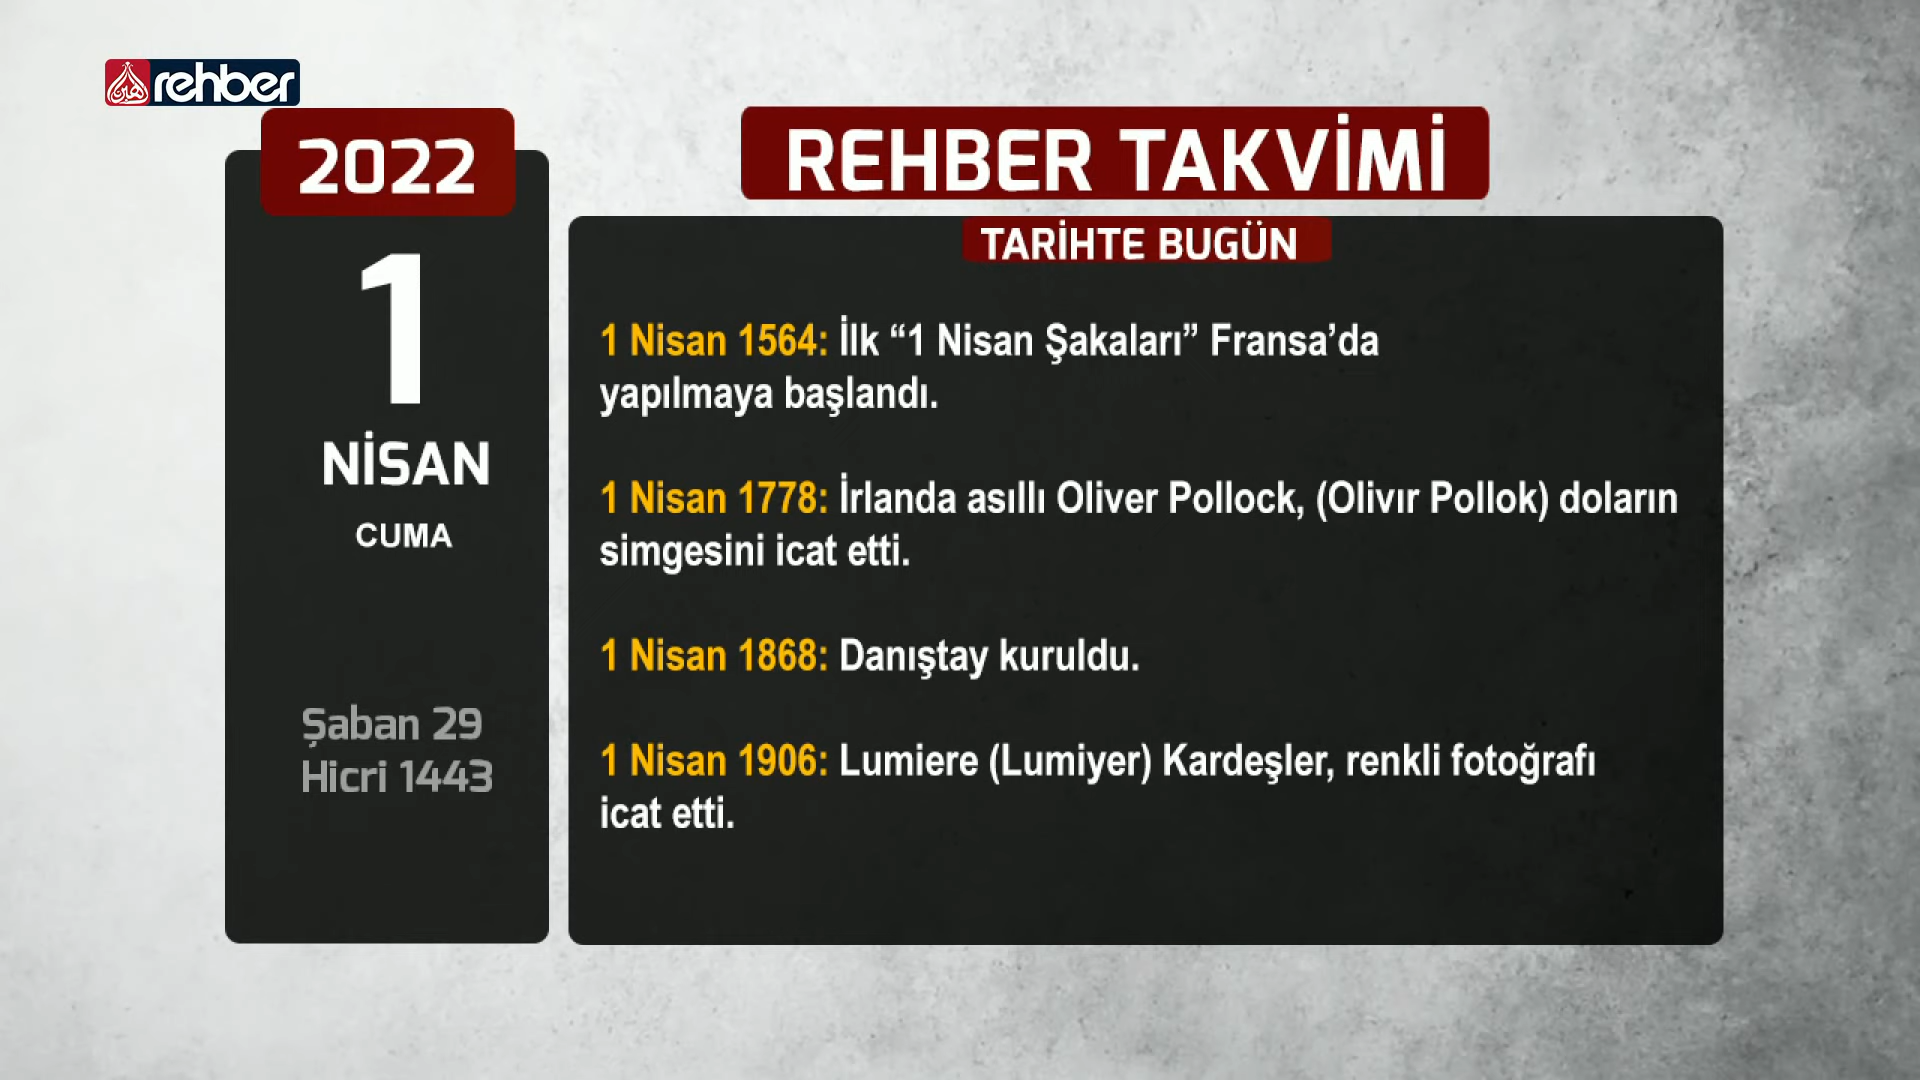 rehber
2022
1
NİSAN
CUMA
Şaban 29
Hicri 1443
REHBER TAKVİMİ
TARİHTE BUGÜN
1 Nisan 1564: İlk “1 Nisan Şakaları” Fransa’da
yapılmaya başlandı.
1 Nisan 1778: İrlanda asıllı Oliver Pollock, (Olivır Pollok) doların
simgesini icat etti.
1 Nisan 1868: Danıştay kuruldu.
1 Nisan 1906: Lumiere (Lumiyer) Kardeşler, renkli fotoğrafı
icat etti.